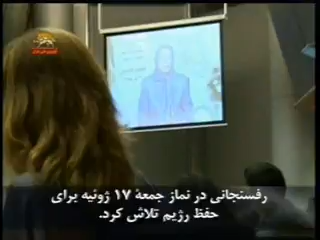 رفسنجانی در نماز جمعهٔ ۱۷ ژوئیه برای
حفظ رژیم تلاش کرد.